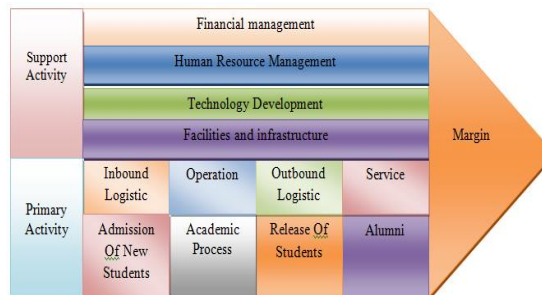 Financial management
Support
Activity
Human Resource Management
Technology Development
Facilities and infrastructure
Margin
Primary
Activity
Inbound
Logistic
Operation
Outbound
Logistic
Service
Admission
Of New
Students
Academic
Process
Release Of
Students
Alumni